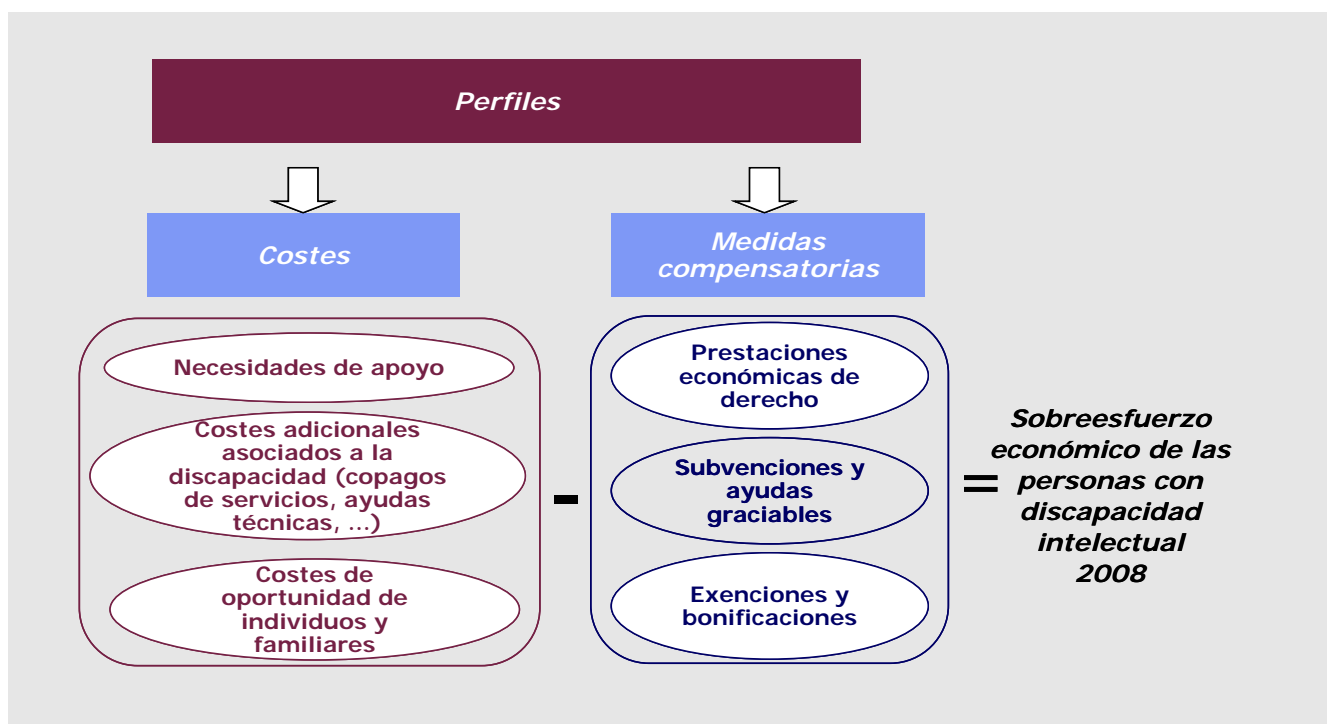 Perfiles
Costes
Medidas
compensatorias
Necesidades de apoyo
Costes adicionales
asociados a la
discapacidad (copagos
de servicios, ayudas
técnicas, ...)
Costes de
oportunidad de
individuos y
familiares
-
Prestaciones
económicas de
derecho
Subvenciones y
ayudas
graciables
Exenciones y
bonificaciones
=
Sobreesfuerzo
económico de las
personas con
discapacidad
intelectual
2008